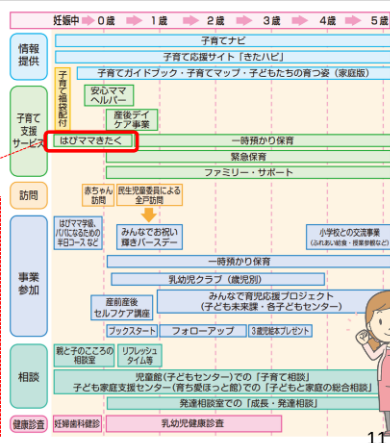 妊娠中 0歳 1歳 2歳 3歳 4歳 5歳
情報
提供
子育てナビ
子育て応援サイト「きたハピ」
子育てガイドブック・子育てマップ・子どもたちの育つ姿（家庭版）
子育て福袋配付
子育て
支援
サービス
安心ママ
ヘルパー
産後デイ
ケア事業
はぴママきたく
一時預かり保育
緊急保育
ファミリー・サポート
訪問
赤ちゃん
訪問
民生児童委員による
全戸訪問
事業
参加
はぴママ学級、
パパになるための
半日コース など
みんなでお祝い
輝きバースデー
小学校との交流事業
（ふれあい給食・授業参観など）
一時預かり保育
乳幼児クラブ（歳児別）
産前産後
セルフケア講座
みんなで育児応援プロジェクト
（子ども未来課・各子どもセンター）
ブックスタート
フォローアップ
3歳児絵本プレゼント
相談
親と子のこころの
相談室
リフレッシュ
タイム等
児童館（子どもセンター）での「子育て相談」
子ども家庭支援センター（育ち愛ほっと館）での「子どもと家庭の総合相談」
発達相談室での「成長・発達相談」
健康診査
妊婦歯科健診
乳幼児健康診査
11